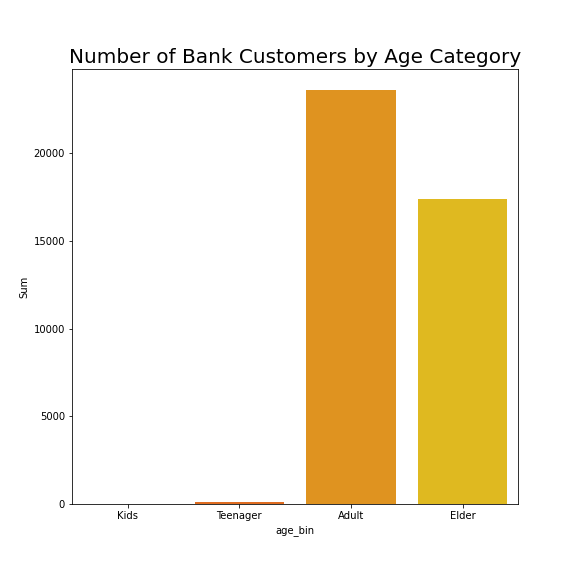 Number of Bank Customers by Age Category
20000
15000
10000
5000
0
Sum
Kids
Teenager
Adult
Elder
age_bin